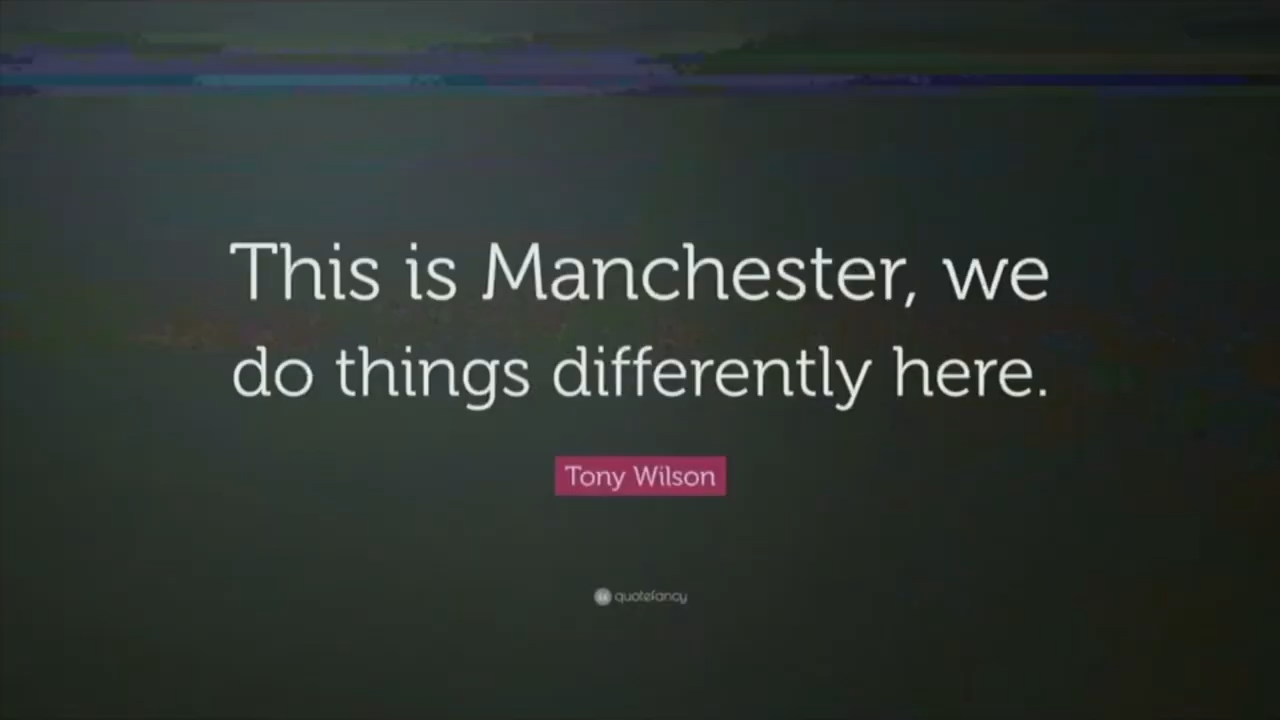 This is Manchester, we
do things differently here.
Tony Wilson
quotefancy